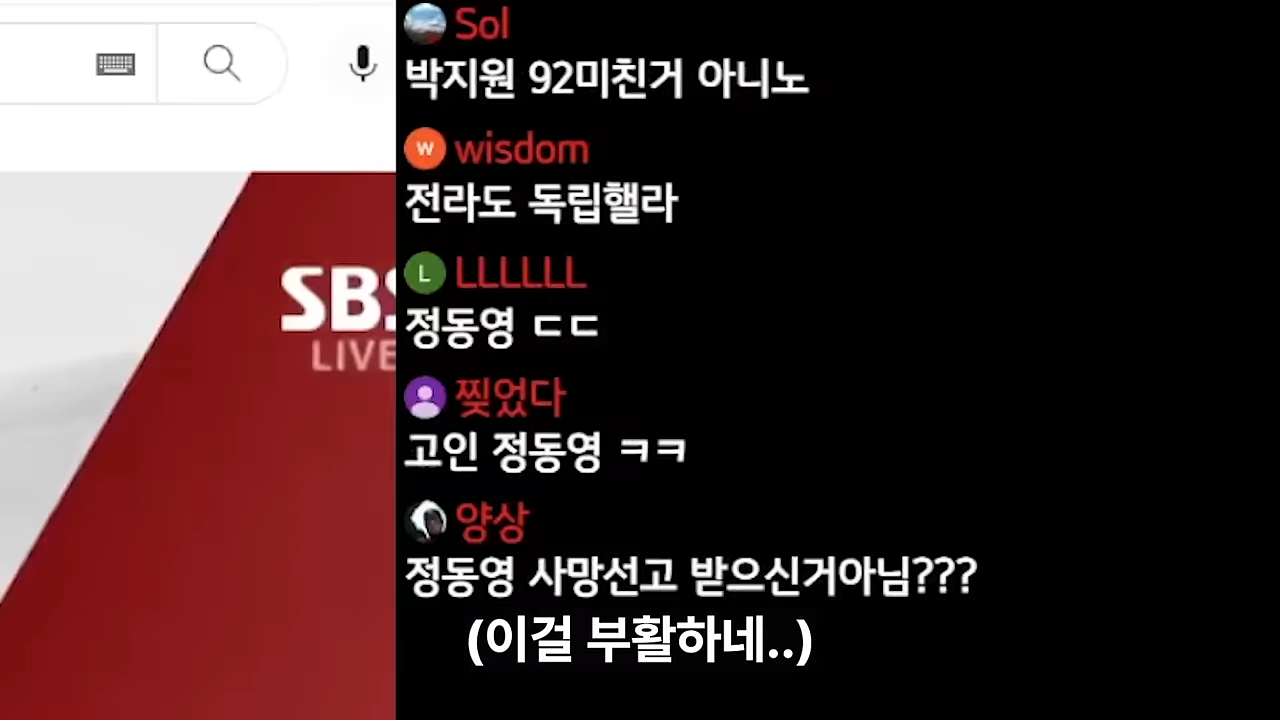 Sol
박지원 92미친거 아니노
W
wisdom
전라도 독립핼라
L
LLLLLL
정동영 ㄷㄷ
찢었다
고인 정동영 ㅋㅋ
양상
정동영 사망선고 받으신거아님???
(이걸 부활하네..)
SBS
LIVE